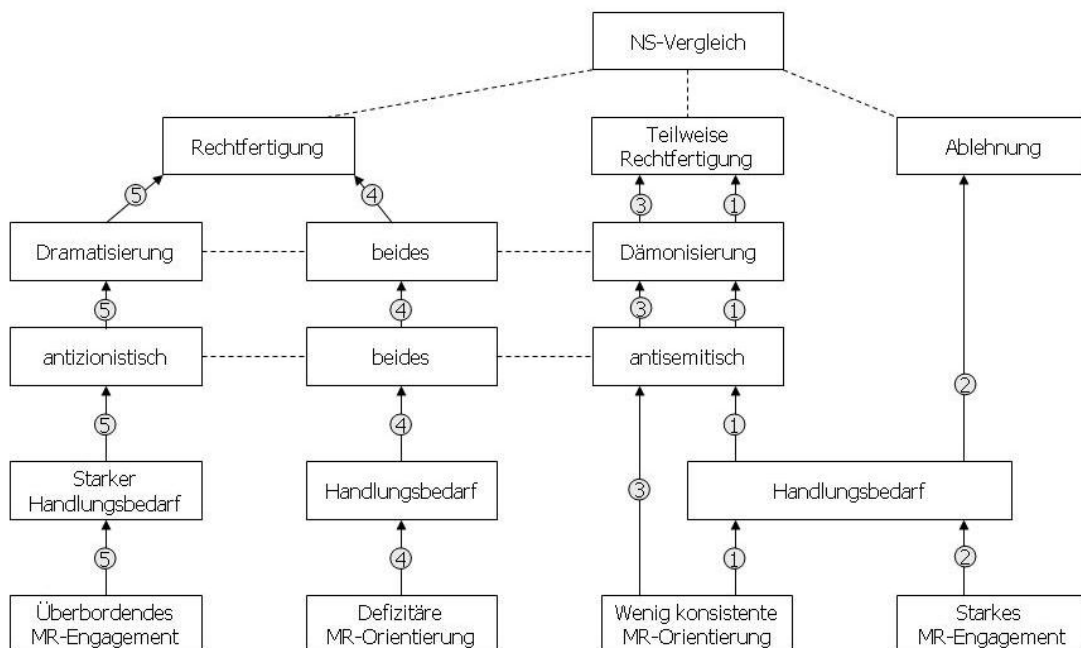 NS-Vergleich
Rechtfertigung
Teilweise
Rechtfertigung
Ablehnung
5
4
3
1
Dramatisierung
beides
Dämonisierung
5
4
3
1
antizionistisch
beides
antisemitisch
2
5
4
1
Starker
Handlungsbedarf
Handlungsbedarf
Handlungsbedarf
3
5
4
1
2
Überbordendes
MR-Engagement
Defizitäre
MR-Orientierung
Wenig konsistente
MR-Orientierung
Starkes
MR-Engagement